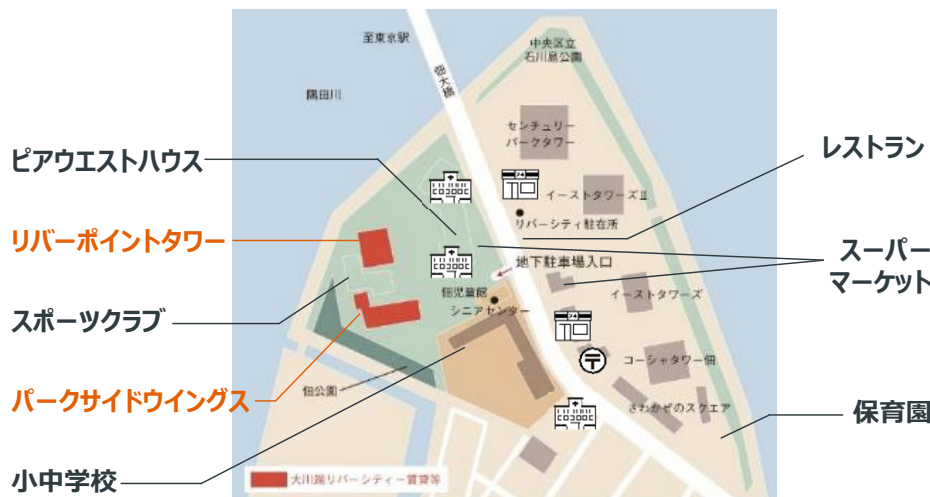 至東京駅
中央区立
石川島公園
佃大橋
隅田川
センチュリー
パークタワー
ピアウエストハウス
レストラン
24
イーストタワーズⅡ
リバーシティ駐在所
リバーポイントタワー
地下駐車場入口
スーパー
マーケット
佃児童館
シニアセンター
イーストタワーズ
スポーツクラブ
24
コーシャタワー佃
佃公園
パークサイドウイングス
さわかぜのスクエア
保育園
小中学校
大川端リバーシティー賃貸等